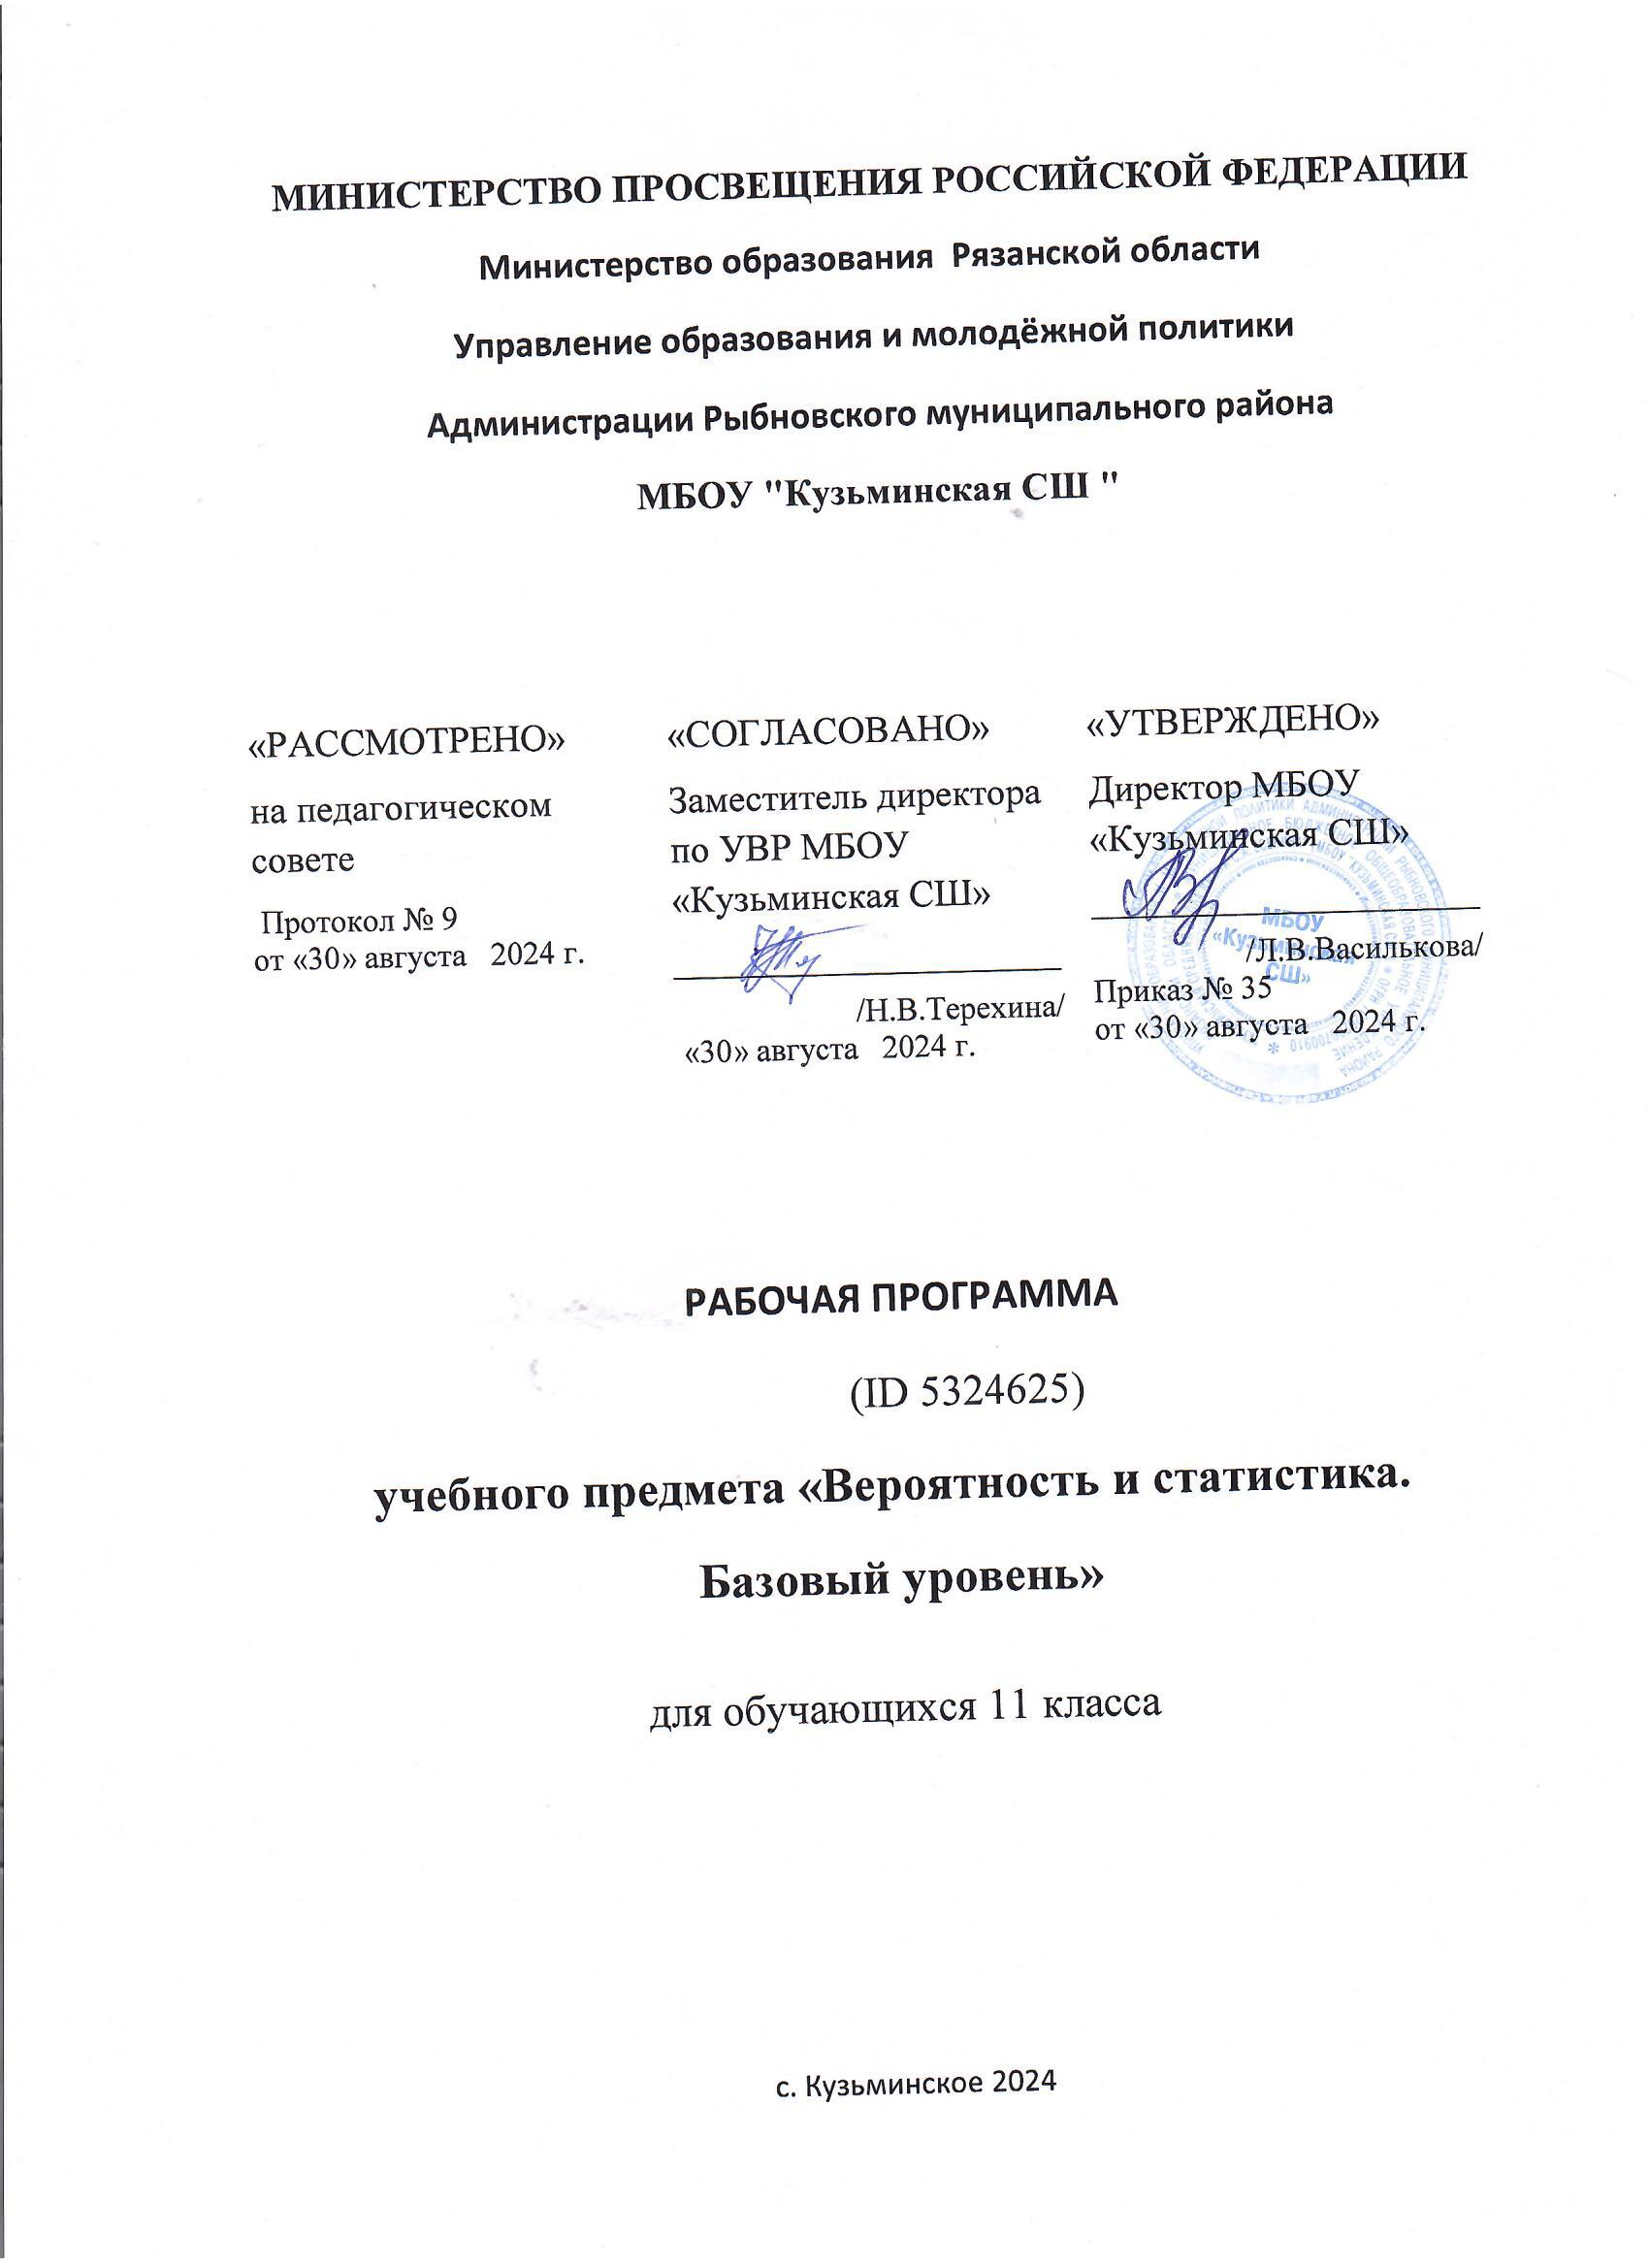 МИНИСТЕРСТВО ПРОСВЕЩЕНИЯ РОССИЙСКОЙ ФЕДЕРАЦИИ
Министерство образования Рязанской области
Управление образования и молодёжной политики
Администрации Рыбновского муниципального района
МБОУ "Кузьминская СШ "
«РАССМОТРЕНО»
на педагогическом
совете
Протокол № 9
от «30» августа 2024 г.
«СОГЛАСОВАНО»
Заместитель директора
по УВР МБОУ
«Кузьминская СШ»
/Н.В.Терехина/
«30» августа 2024 г.
«УТВЕРЖДЕНО»
Директор МБОУ
«Кузьминская СШ»
/Л.В.Василькова/
Приказ № 35
от «30» августа 2024 г.
МБОУ
«Кузьминская
СШ»
РАБОЧАЯ ПРОГРАММА
(ID 5324625)
учебного предмета «Вероятность и статистика.
Базовый уровень»
для обучающихся 11 класса
с. Кузьминское 2024